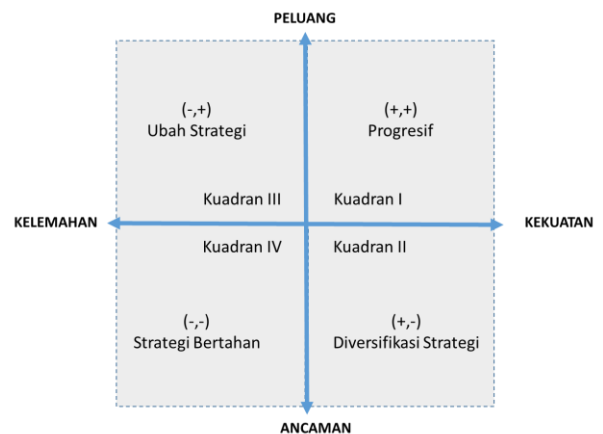 PELUANG
(-,+)
Ubah Strategi
(+,+)
Progresif
Kuadran III
Kuadran I
KELEMAHAN
KEKUATAN
Kuadran IV
Kuadran II
(-,-)
Strategi Bertahan
(+,-)
Diversifikasi Strategi
ANCAMAN